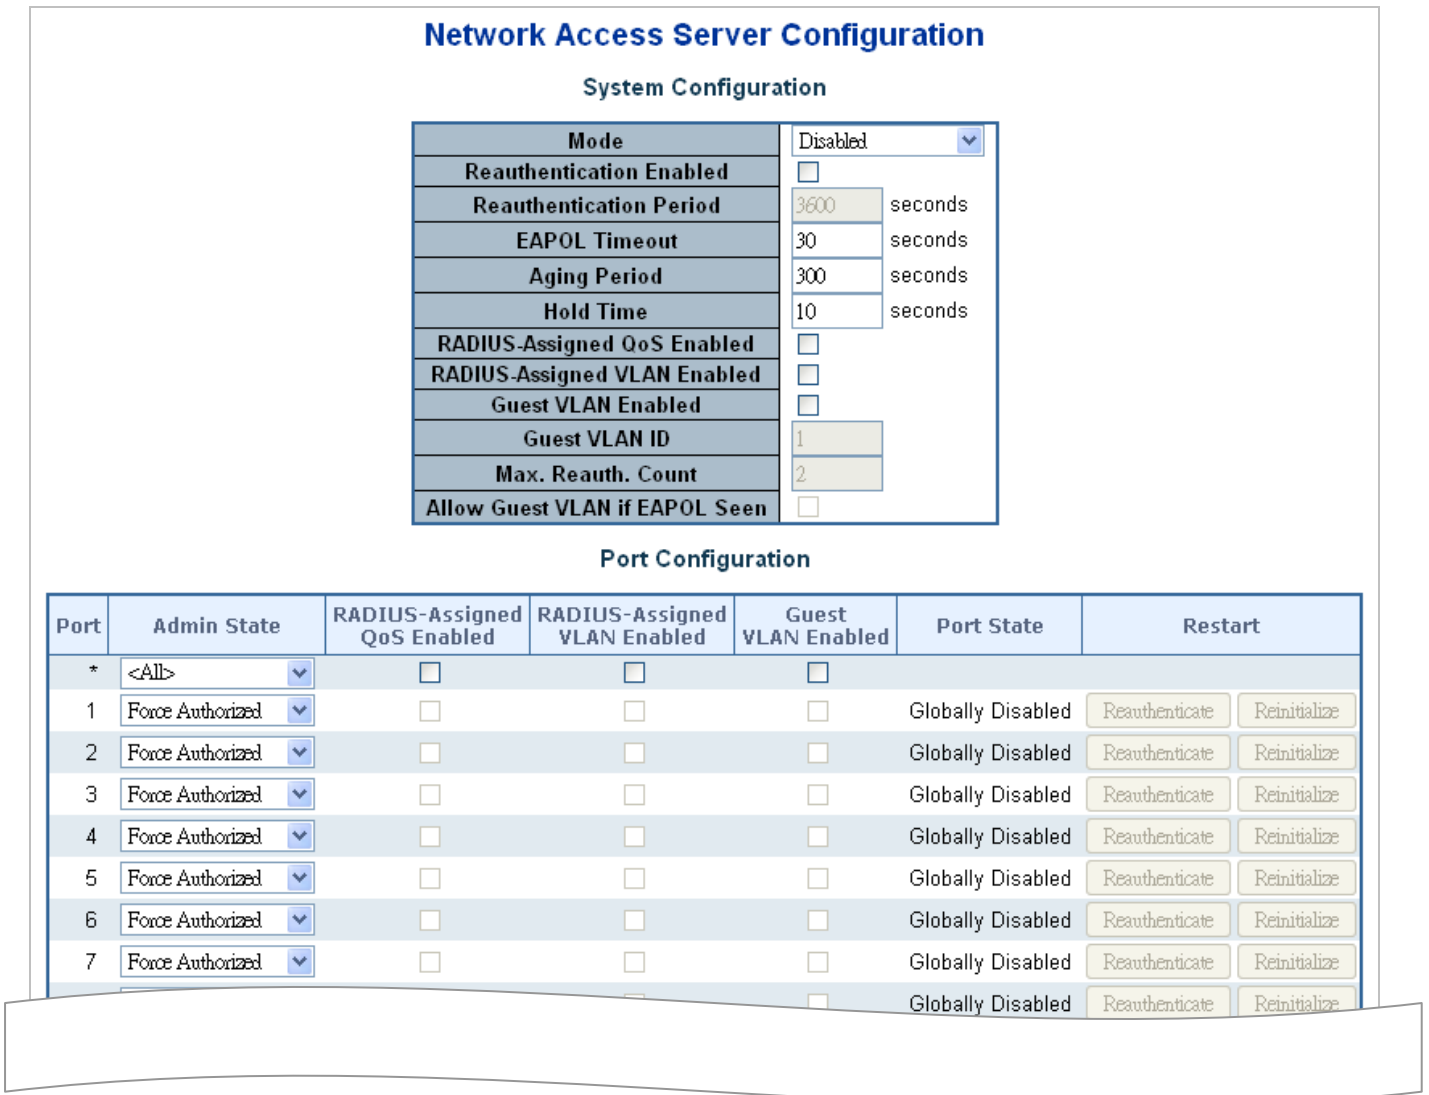 Network Access Server Configuration
System Configuration
Mode Disabled
Reauthentication Enabled
Reauthentication Period 3600 seconds
EAPOL Timeout 30 seconds
Aging Period 300 seconds
Hold Time 10 seconds
RADIUS-Assigned QoS Enabled
RADIUS-Assigned VLAN Enabled
Guest VLAN Enabled
Guest VLAN ID 1
Max. Reauth. Count 2
Allow Guest VLAN if EAPOL Seen
Port Configuration
Port Admin State RADIUS-Assigned QoS Enabled RADIUS-Assigned VLAN Enabled Guest VLAN Enabled Port State Restart
* <All>
1 Force Authorized Globally Disabled Reauthenticate Reinitialize
2 Force Authorized Globally Disabled Reauthenticate Reinitialize
3 Force Authorized Globally Disabled Reauthenticate Reinitialize
4 Force Authorized Globally Disabled Reauthenticate Reinitialize
5 Force Authorized Globally Disabled Reauthenticate Reinitialize
6 Force Authorized Globally Disabled Reauthenticate Reinitialize
7 Force Authorized Globally Disabled Reauthenticate Reinitialize
Globally Disabled Reauthenticate Reinitialize